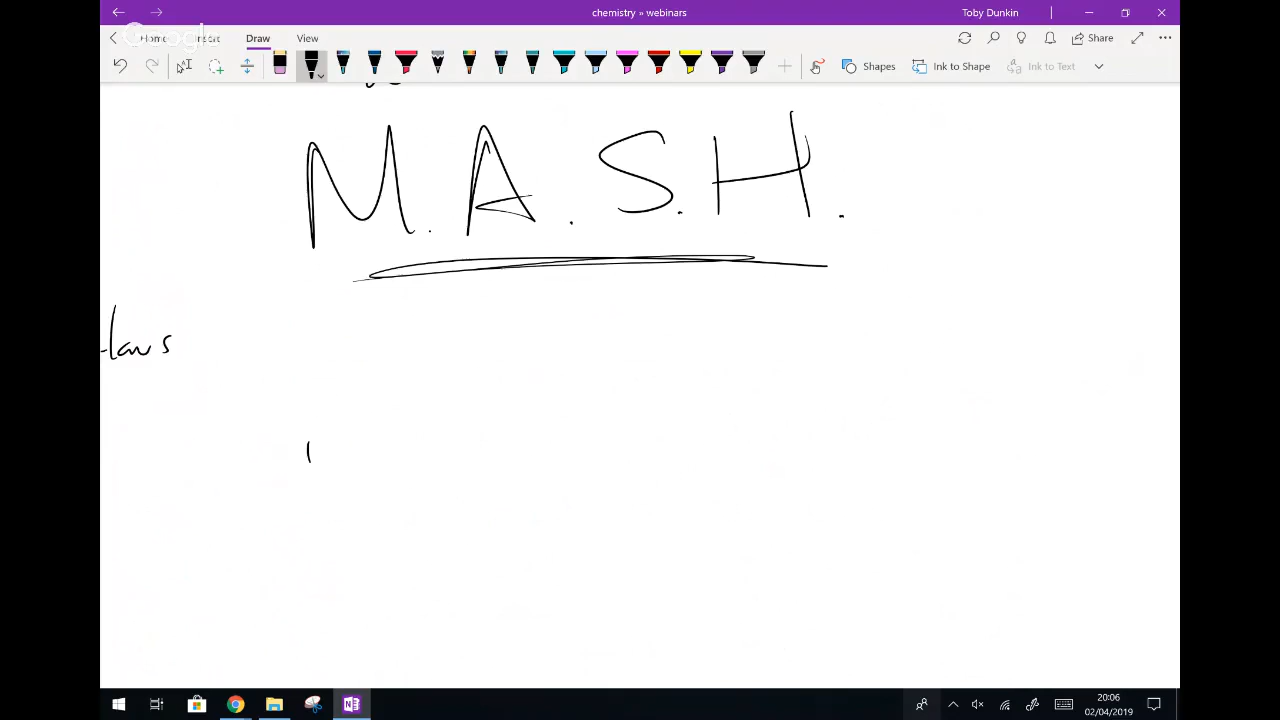 chemistry » webinars
Toby Dunkin
Google
Home Insert Draw View
Share
Shapes Ink to Shape Ink to Text
M.A.S.H.
20:06
02/04/2019